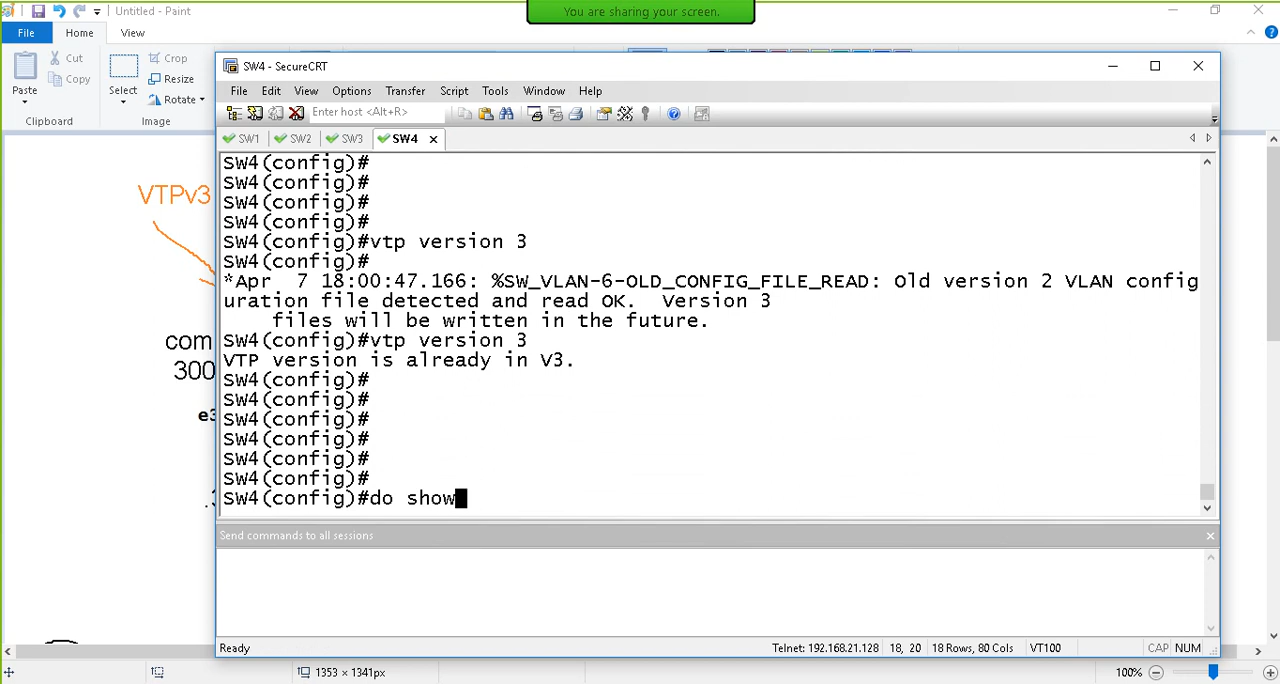 You are sharing your screen.
Untitled - Paint
File Home View
Cut
Copy
Paste
Clipboard
Select
Crop
Resize
Rotate
Image
SW4 - SecureCRT
File Edit View Options Transfer Script Tools Window Help
Enter host <Alt+R>
SW1 SW2 SW3 SW4
VTPv3
com
300
e3
SW4(config)#
SW4(config)#
SW4(config)#
SW4(config)#
SW4(config)#vtp version 3
SW4(config)#
*Apr  7 18:00:47.166: %SW_VLAN-6-OLD_CONFIG_FILE_READ: Old version 2 VLAN config
uration file detected and read OK.  Version 3
    files will be written in the future.
SW4(config)#vtp version 3
VTP version is already in V3.
SW4(config)#
SW4(config)#
SW4(config)#
SW4(config)#
SW4(config)#
SW4(config)#
SW4(config)#do show
Send commands to all sessions
Ready Telnet: 192.168.21.128 18, 20 18 Rows, 80 Cols VT100 CAP NUM
1353 × 1341px 100%